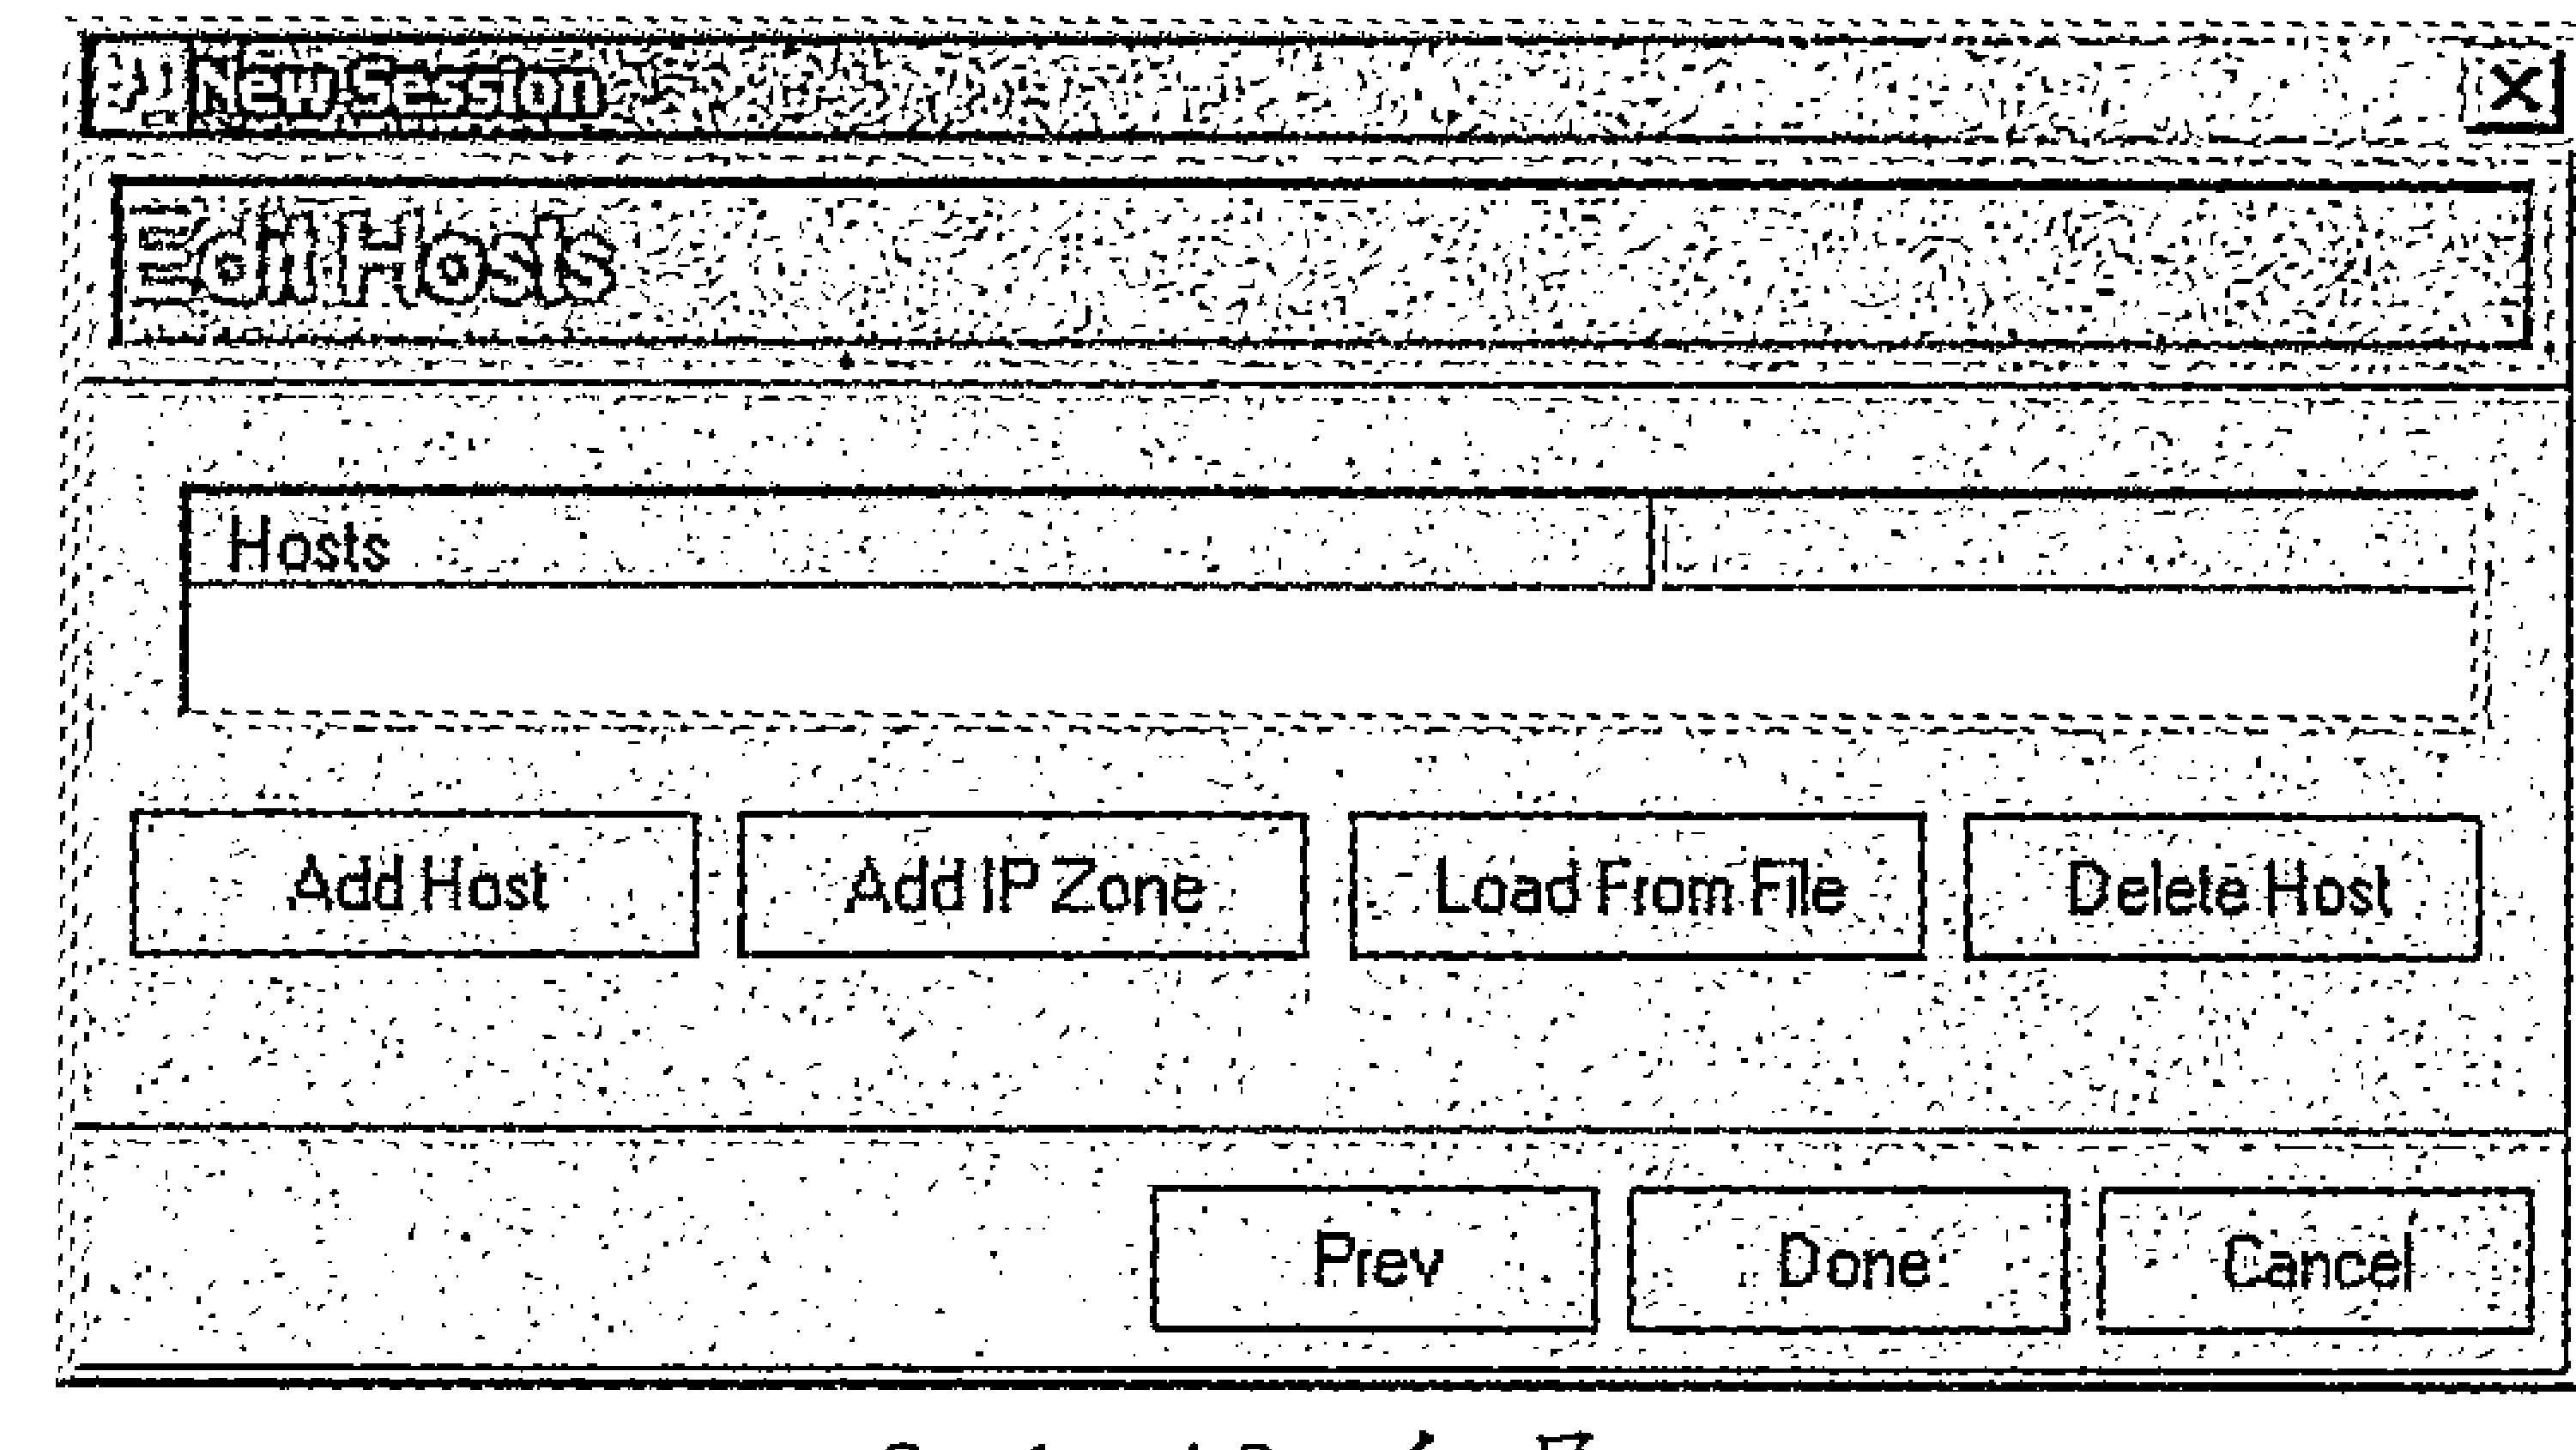 New Session
Edit Hosts
Hosts
Add Host Add IP Zone Load From File Delete Host
Prev Done Cancel